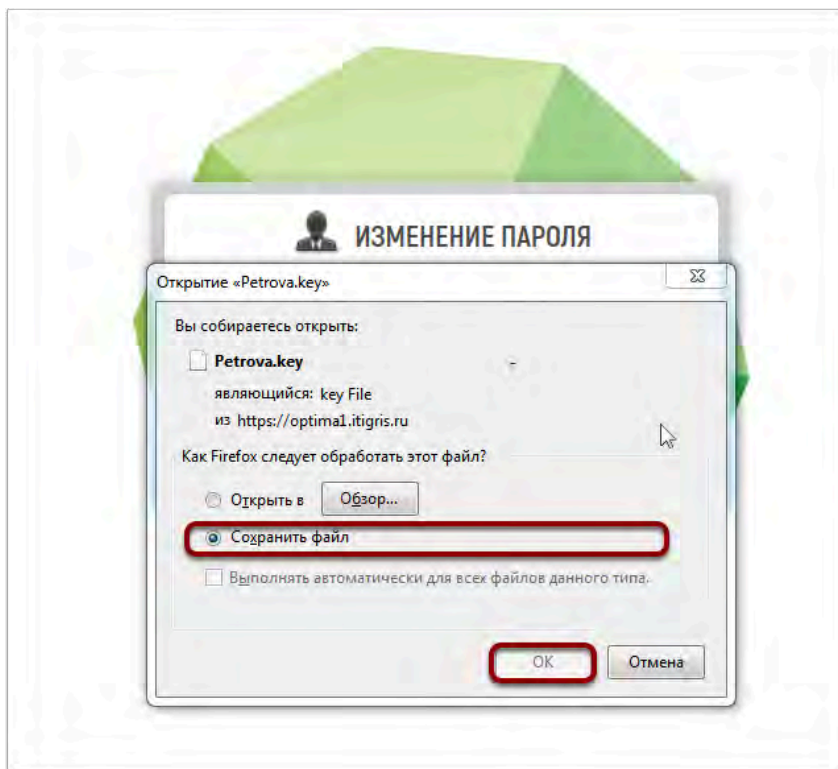 ИЗМЕНЕНИЕ ПАРОЛЯ
Открытие «Petrova.key»
Вы собираетесь открыть:
Petrova.key
являющийся: key File
из https://optima1.itigris.ru
Как Firefox следует обработать этот файл?
Открыть в Обзор...
Сохранить файл
Выполнять автоматически для всех файлов данного типа.
ОК Отмена